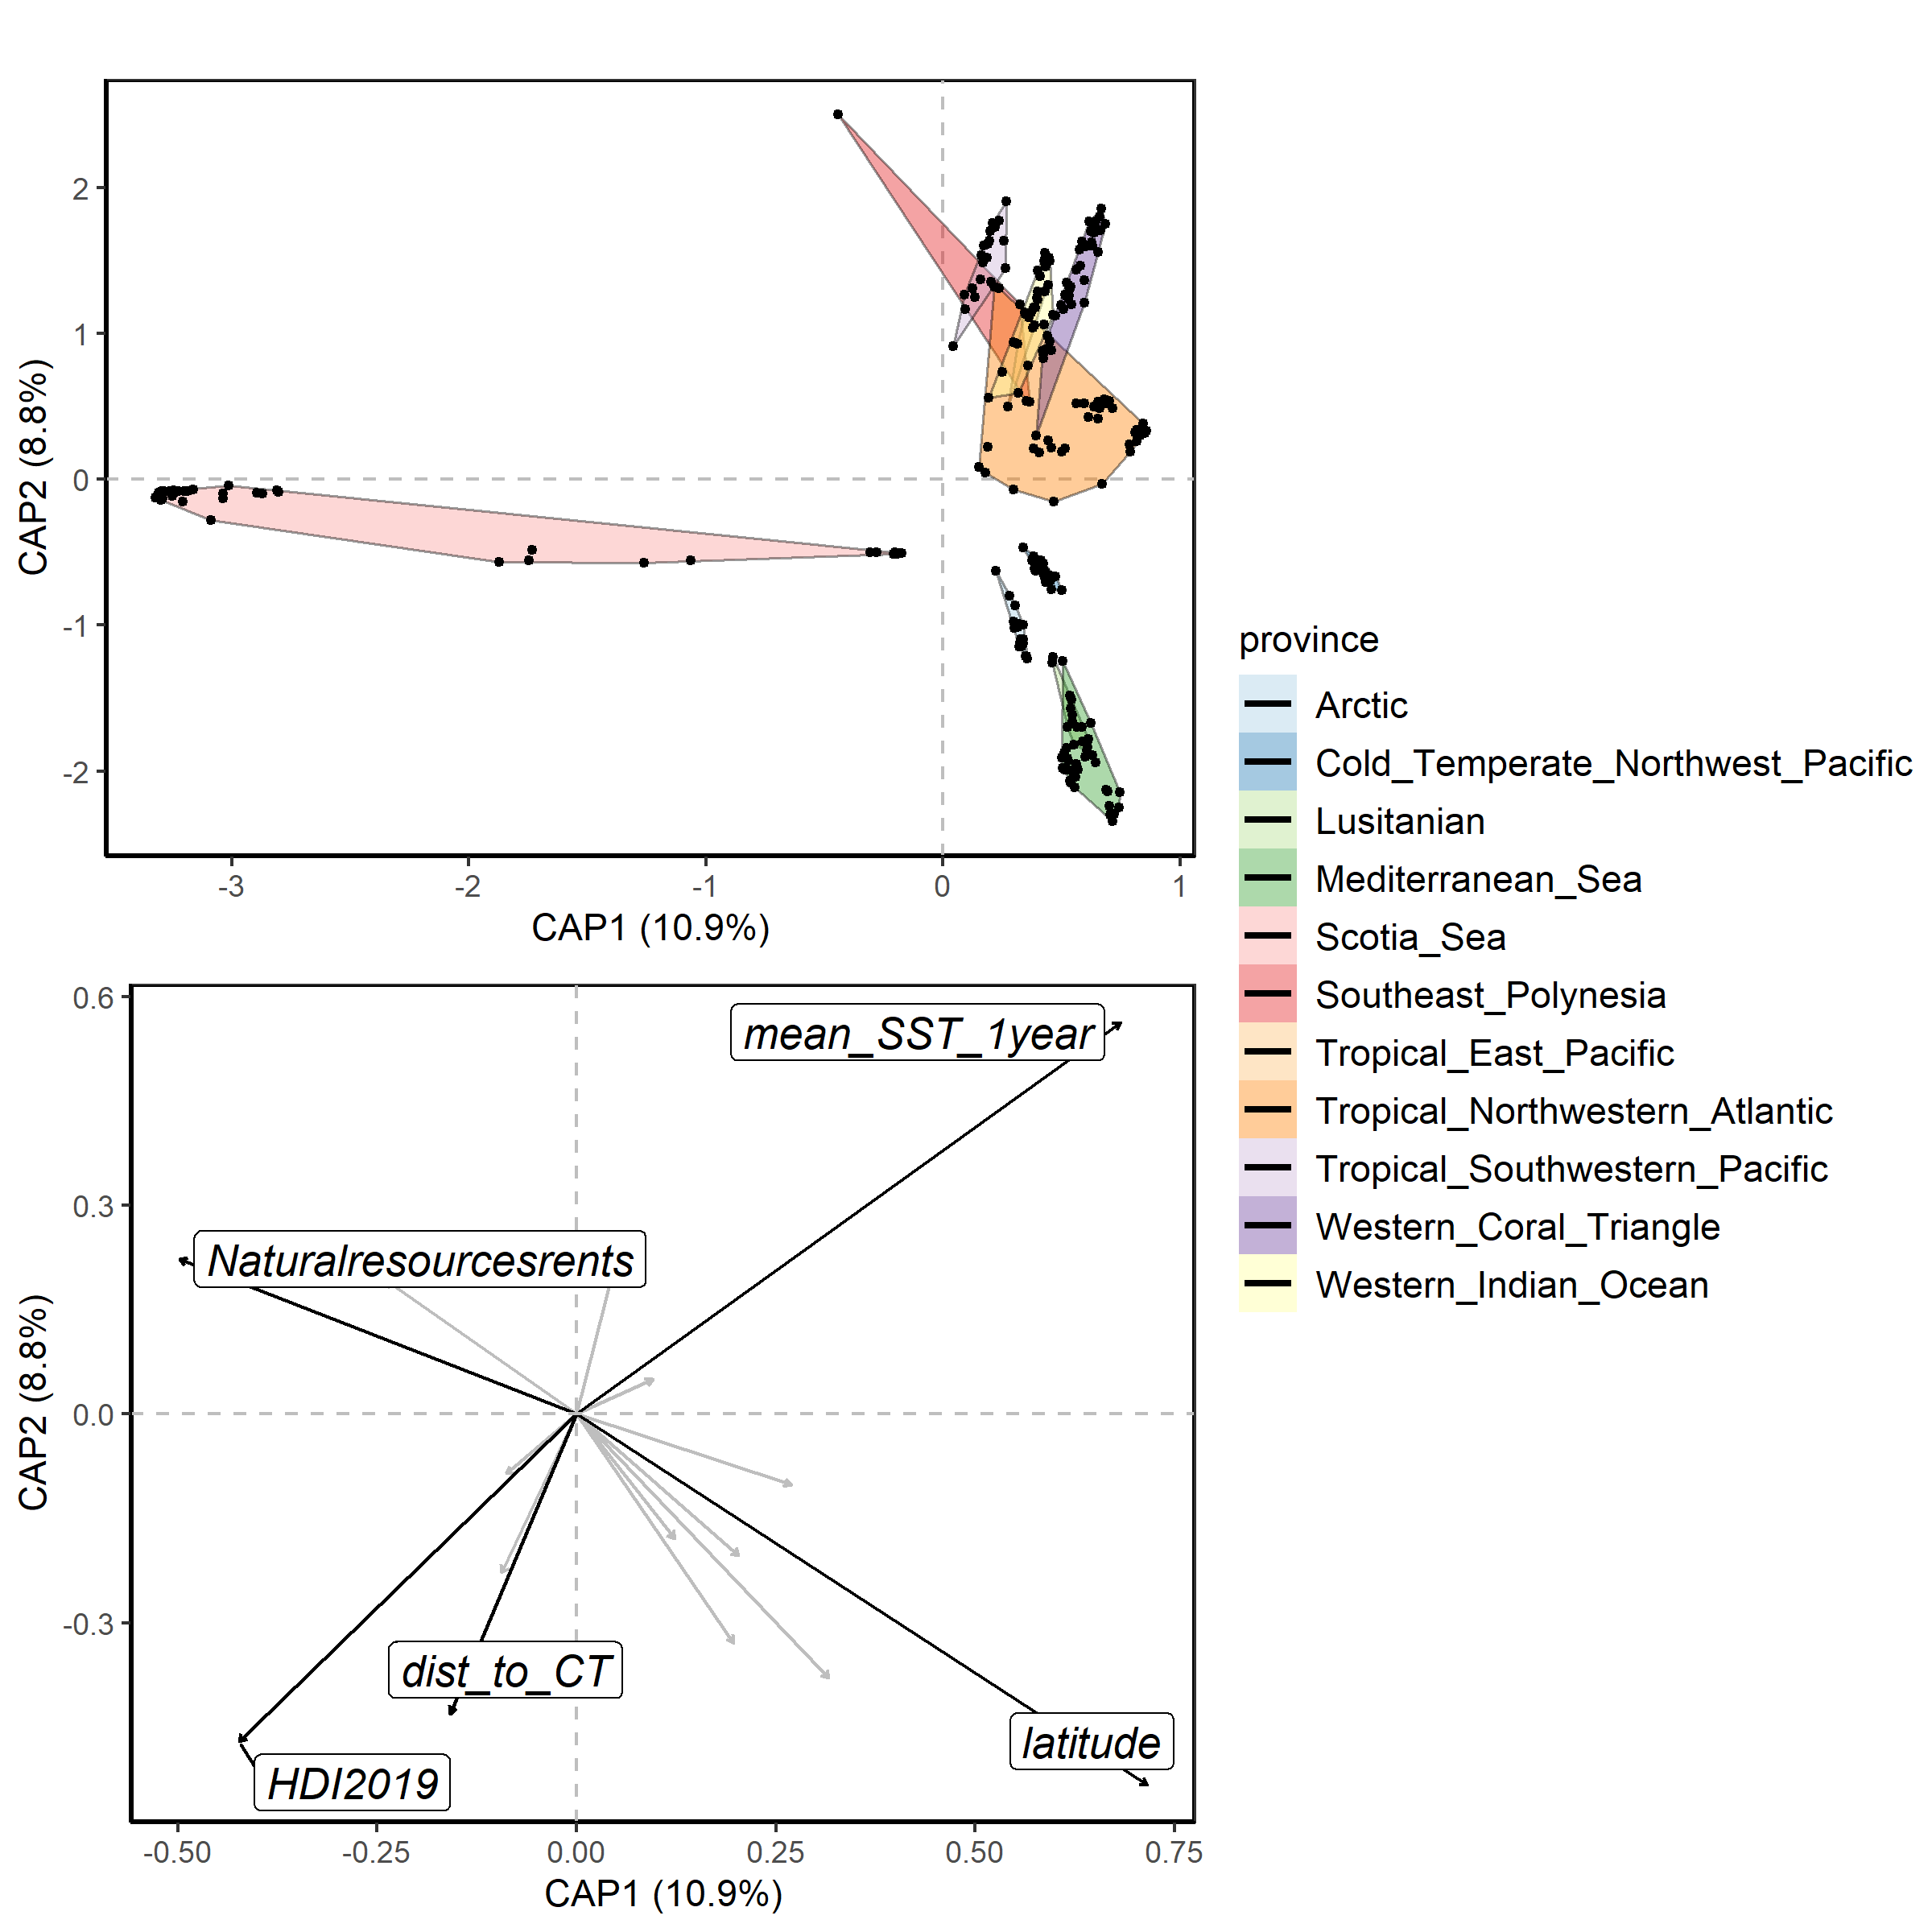 2
1
0
-1
-2
CAP2 (8.8%)
-3
-2
-1
0
1
CAP1 (10.9%)
province
Arctic
Cold_Temperate_Northwest_Pacific
Lusitanian
Mediterranean_Sea
Scotia_Sea
Southeast_Polynesia
Tropical_East_Pacific
Tropical_Northwestern_Atlantic
Tropical_Southwestern_Pacific
Western_Coral_Triangle
Western_Indian_Ocean
0.6
0.3
0.0
-0.3
CAP2 (8.8%)
mean_SST_1year
Naturalresourcesrents
dist_to_CT
latitude
HDI2019
-0.50
-0.25
0.00
0.25
0.50
0.75
CAP1 (10.9%)